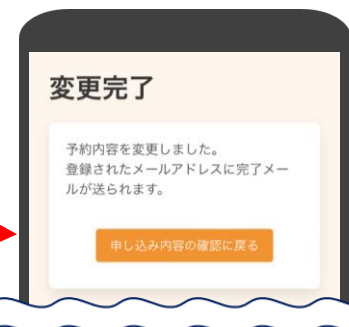 変更完了
予約内容を変更しました。
登録されたメールアドレスに完了メー
ルが送られます。
申し込み内容の確認に戻る